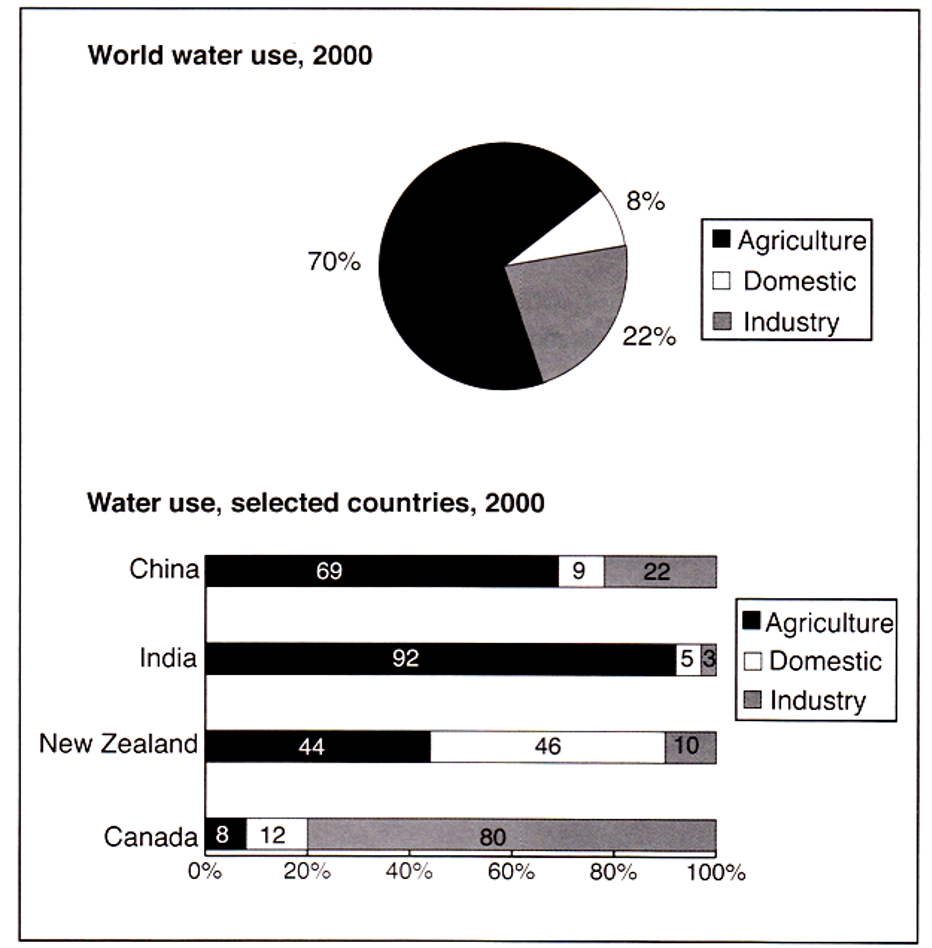 World water use, 2000
8%
70%
22%
Agriculture
Domestic
Industry
Water use, selected countries, 2000
China 69 9 22
India 92 5 3
New Zealand 44 46 10
Canada 8 12 80
0% 20% 40% 60% 80% 100%
Agriculture
Domestic
Industry